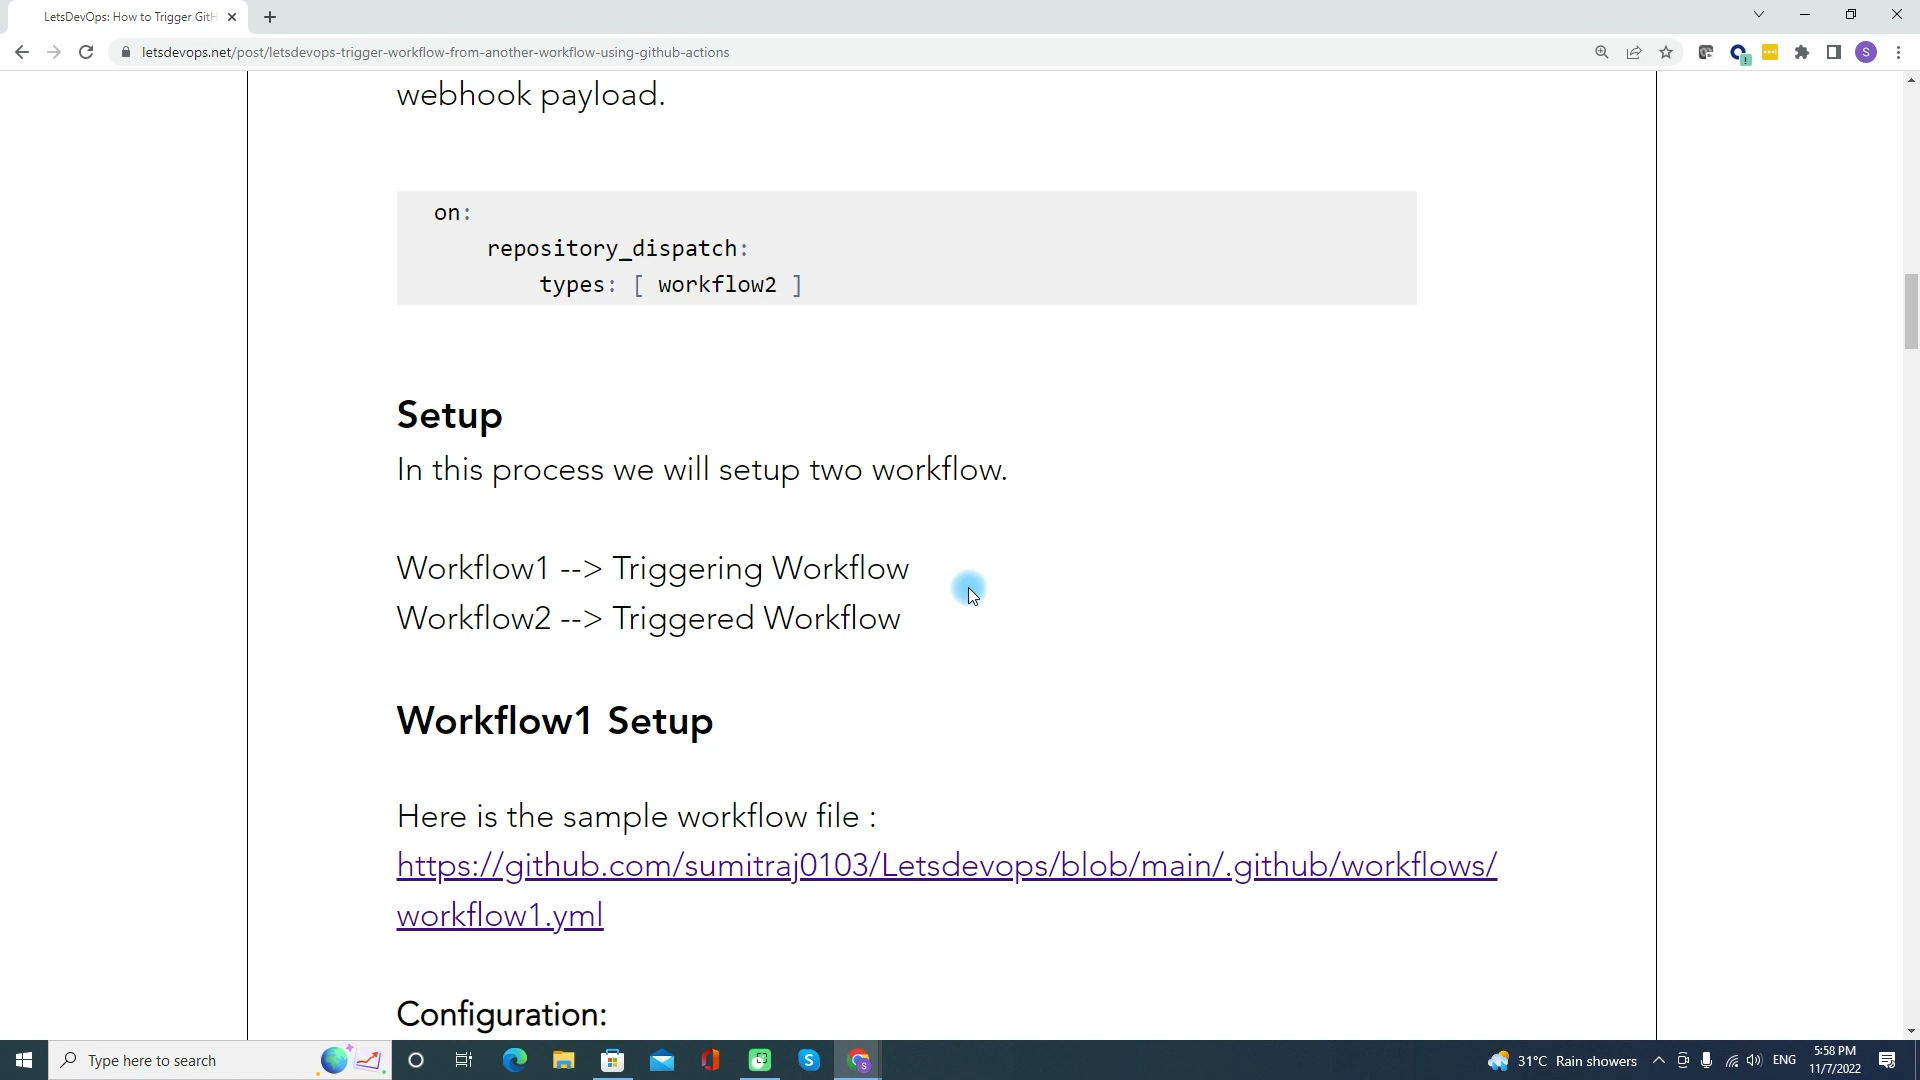 LetsDevOps: How to Trigger GitH
letsdevops.net/post/letsdevops-trigger-workflow-from-another-workflow-using-github-actions
S
webhook payload.
on:
repository_dispatch:
types: [ workflow2 ]
Setup
In this process we will setup two workflow.
Workflow1 --> Triggering Workflow
Workflow2 --> Triggered Workflow
Workflow1 Setup
Here is the sample workflow file :
https://github.com/sumitraj0103/Letsdevops/blob/main/.github/workflows/
workflow1.yml
Configuration:
Type here to search
31°C Rain showers
ENG
5:58 PM
11/7/2022